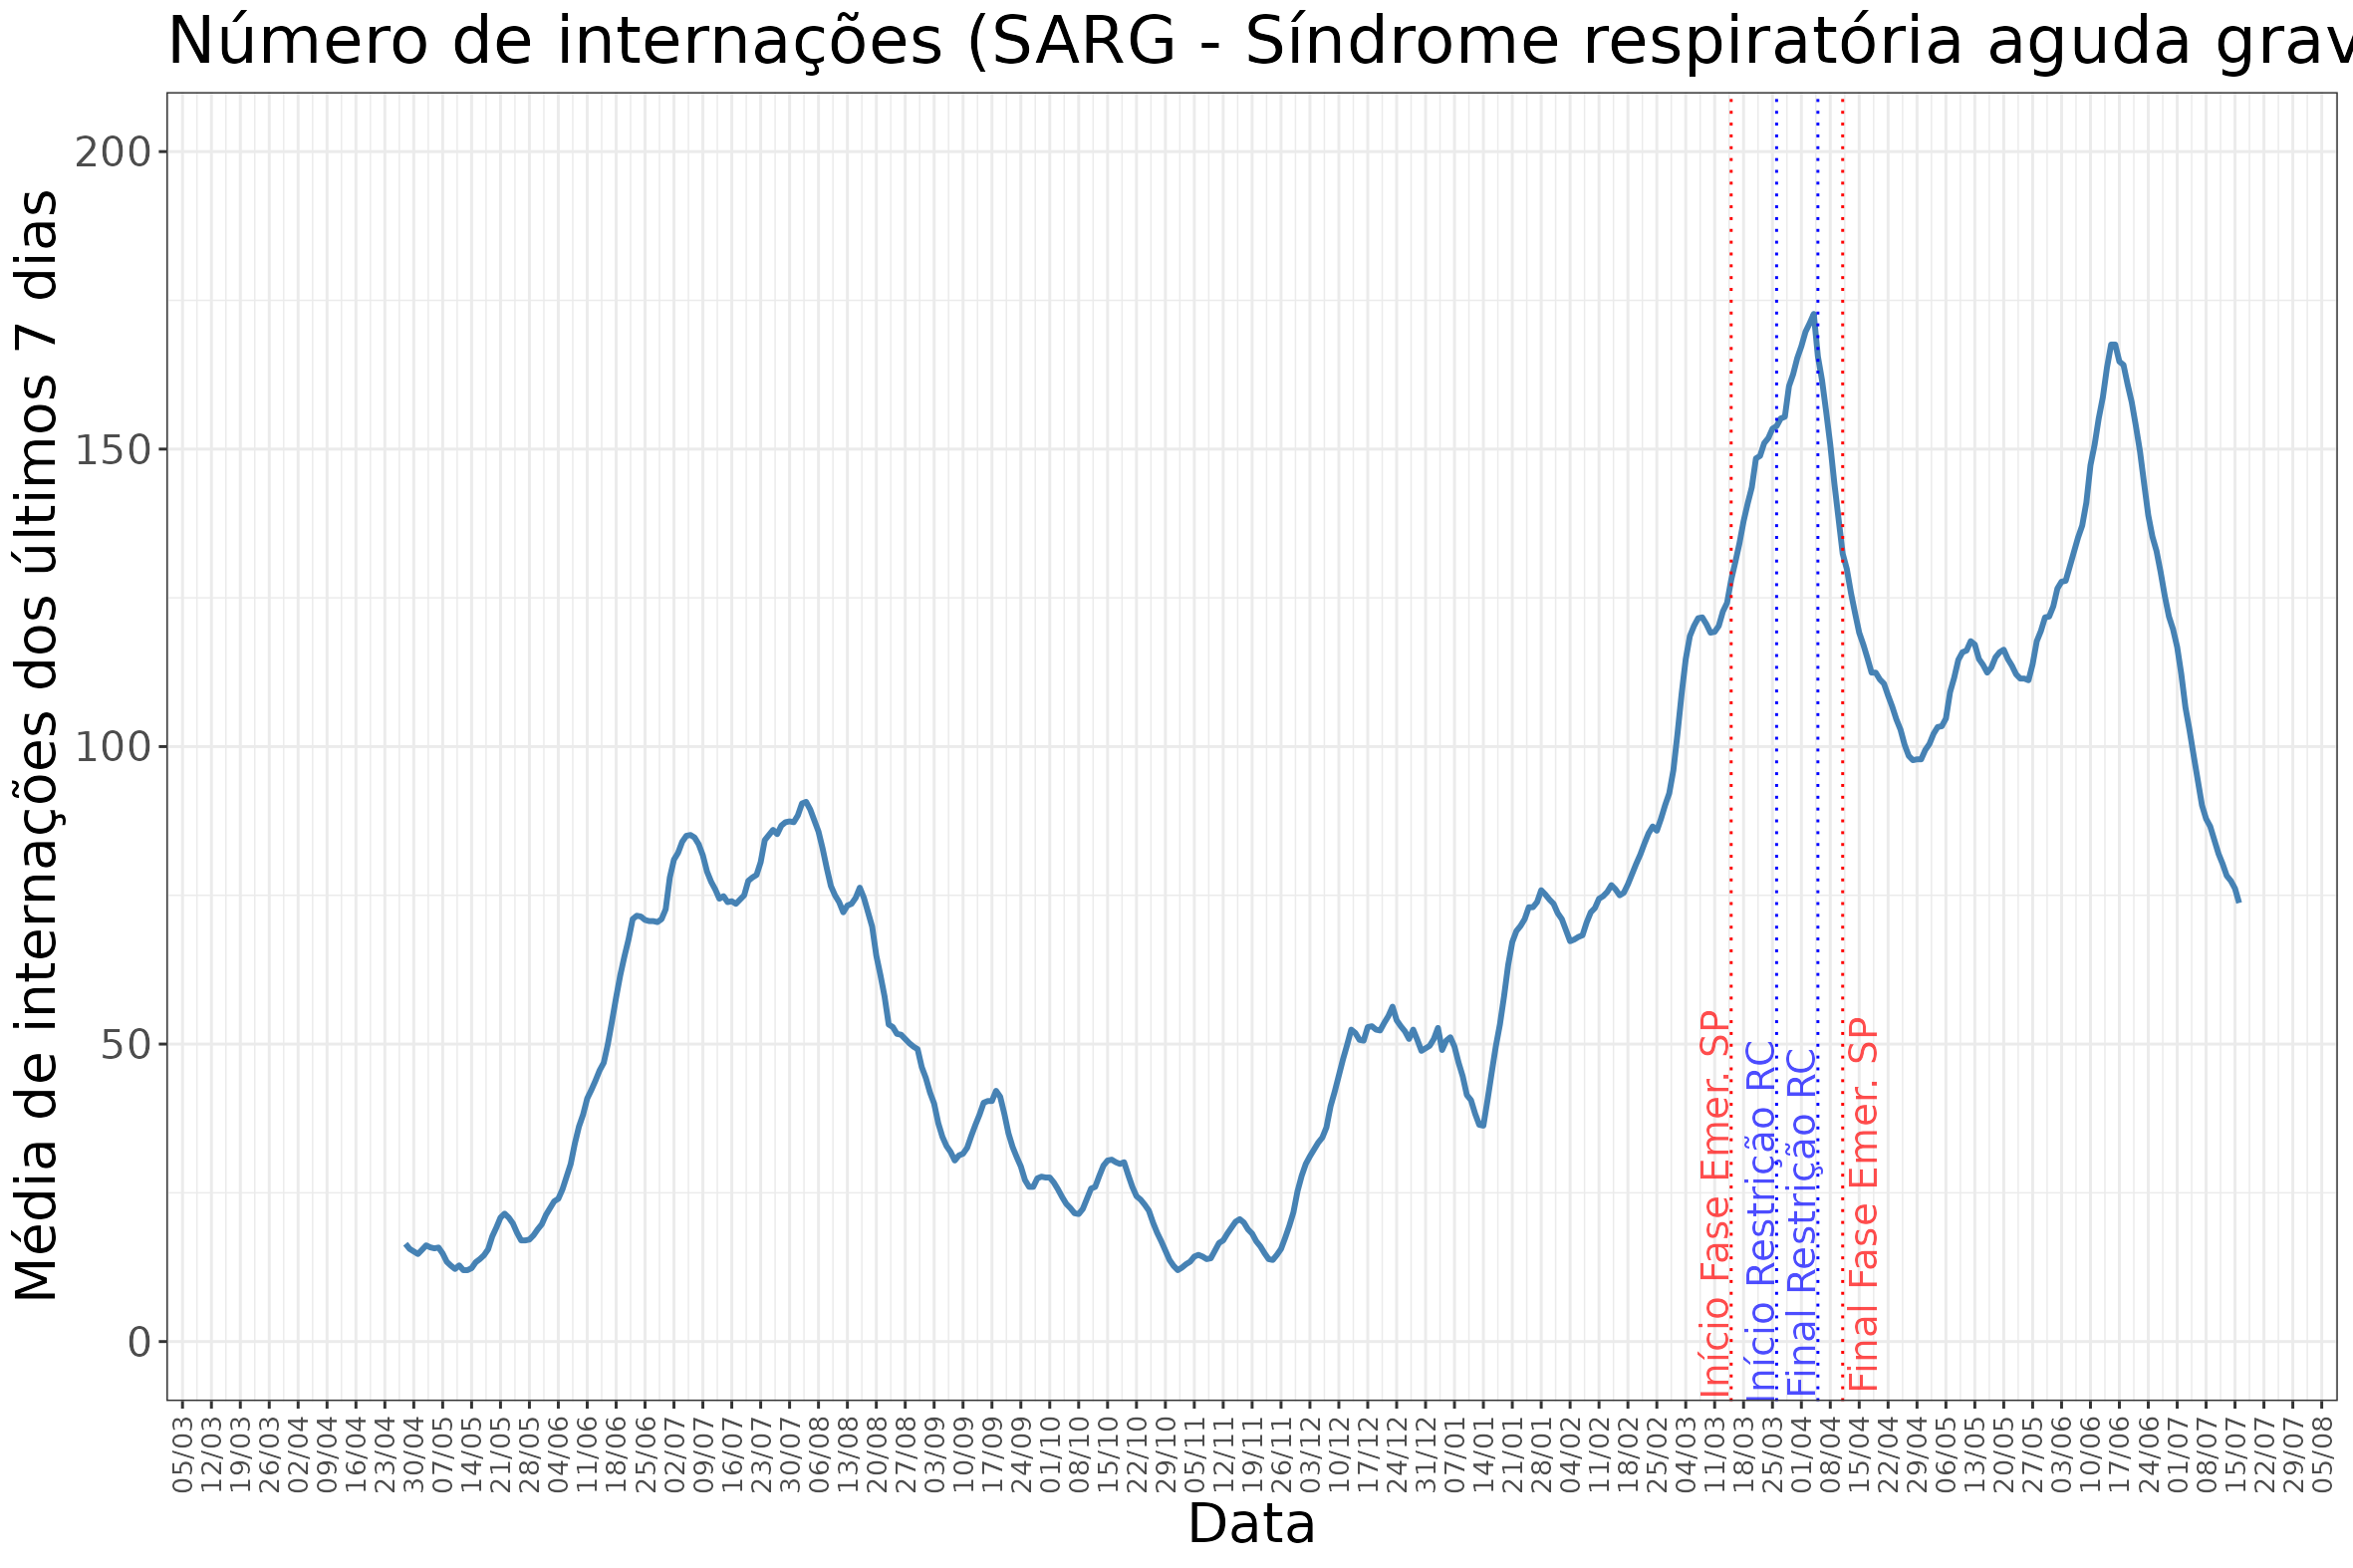 Número de internações (SARG - Síndrome respiratória aguda grav
Média de internações dos últimos 7 dias
200
150
100
50
0
Início Fase Emer. SP
Início Restrição RC
Final Restrição RC
Final Fase Emer. SP
05/03 12/03 19/03 26/03 02/04 09/04 16/04 23/04 30/04 07/05 14/05 21/05 28/05 04/06 11/06 18/06 25/06 02/07 09/07 16/07 23/07 30/07 06/08 13/08 20/08 27/08 03/09 10/09 17/09 24/09 01/10 08/10 15/10 22/10 29/10 05/11 12/11 19/11 26/11 03/12 10/12 17/12 24/12 31/12 07/01 14/01 21/01 28/01 04/02 11/02 18/02 25/02 04/03 11/03 18/03 25/03 01/04 08/04 15/04 22/04 29/04 06/05 13/05 20/05 27/05 03/06 10/06 17/06 24/06 01/07 08/07 15/07 22/07 29/07 05/08
Data